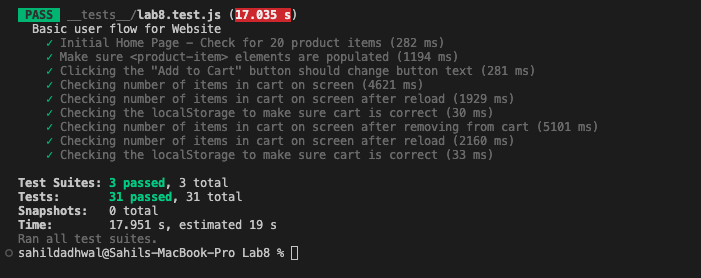 PASS __tests__/lab8.test.js (17.035 s)
Basic user flow for Website
✓ Initial Home Page - Check for 20 product items (282 ms)
✓ Make sure <product-item> elements are populated (1194 ms)
✓ Clicking the "Add to Cart" button should change button text (281 ms)
✓ Checking number of items in cart on screen (4621 ms)
✓ Checking number of items in cart on screen after reload (1929 ms)
✓ Checking the localStorage to make sure cart is correct (30 ms)
✓ Checking number of items in cart on screen after removing from cart (5101 ms)
✓ Checking number of items in cart on screen after reload (2160 ms)
✓ Checking the localStorage to make sure cart is correct (33 ms)
Test Suites: 3 passed, 3 total
Tests: 31 passed, 31 total
Snapshots: 0 total
Time: 17.951 s, estimated 19 s
Ran all test suites.
sahildadhwal@Sahils-MacBook-Pro Lab8 %